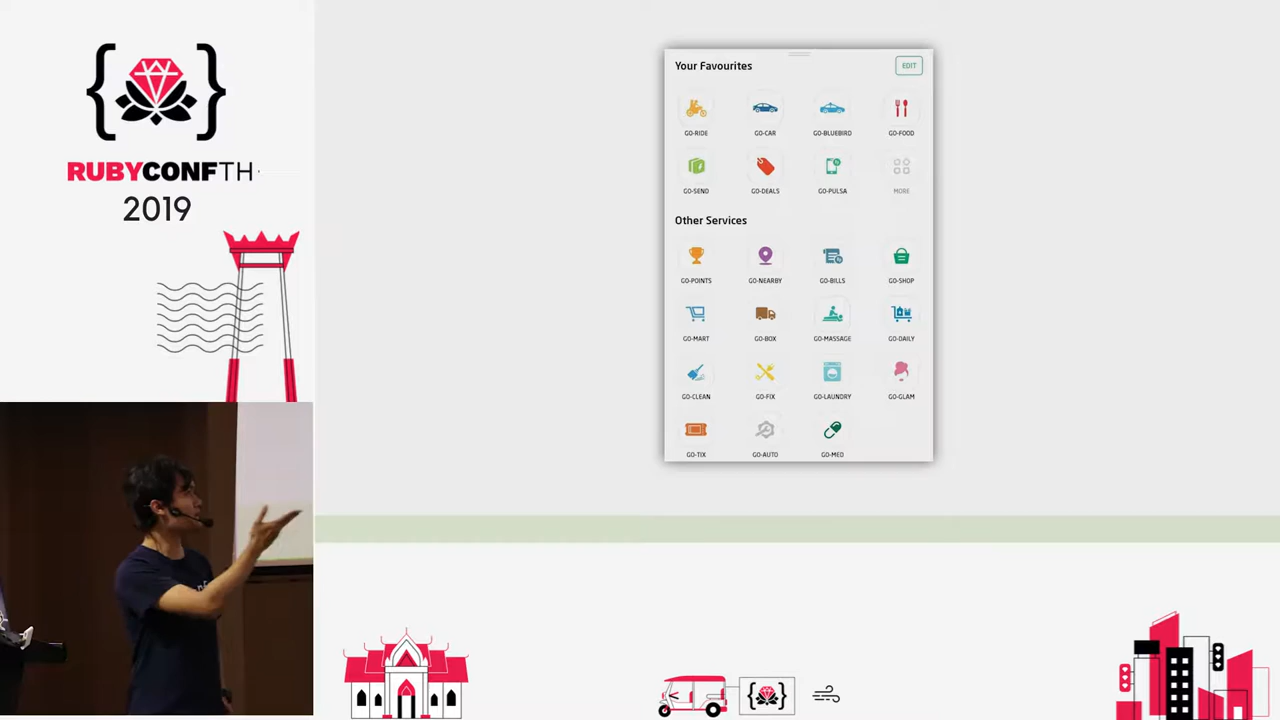 RUBYCONFTH
2019
Your Favourites
EDIT
GO-RIDE
GO-CAR
GO-BLUEBIRD
GO-FOOD
GO-SEND
GO-DEALS
GO-PULSA
MORE
Other Services
GO-POINTS
GO-NEARBY
GO-BILLS
GO-SHOP
GO-MART
GO-BOX
GO-MASSAGE
GO-DAILY
GO-CLEAN
GO-FIX
GO-LAUNDRY
GO-GLAM
GO-TIX
GO-AUTO
GO-MED